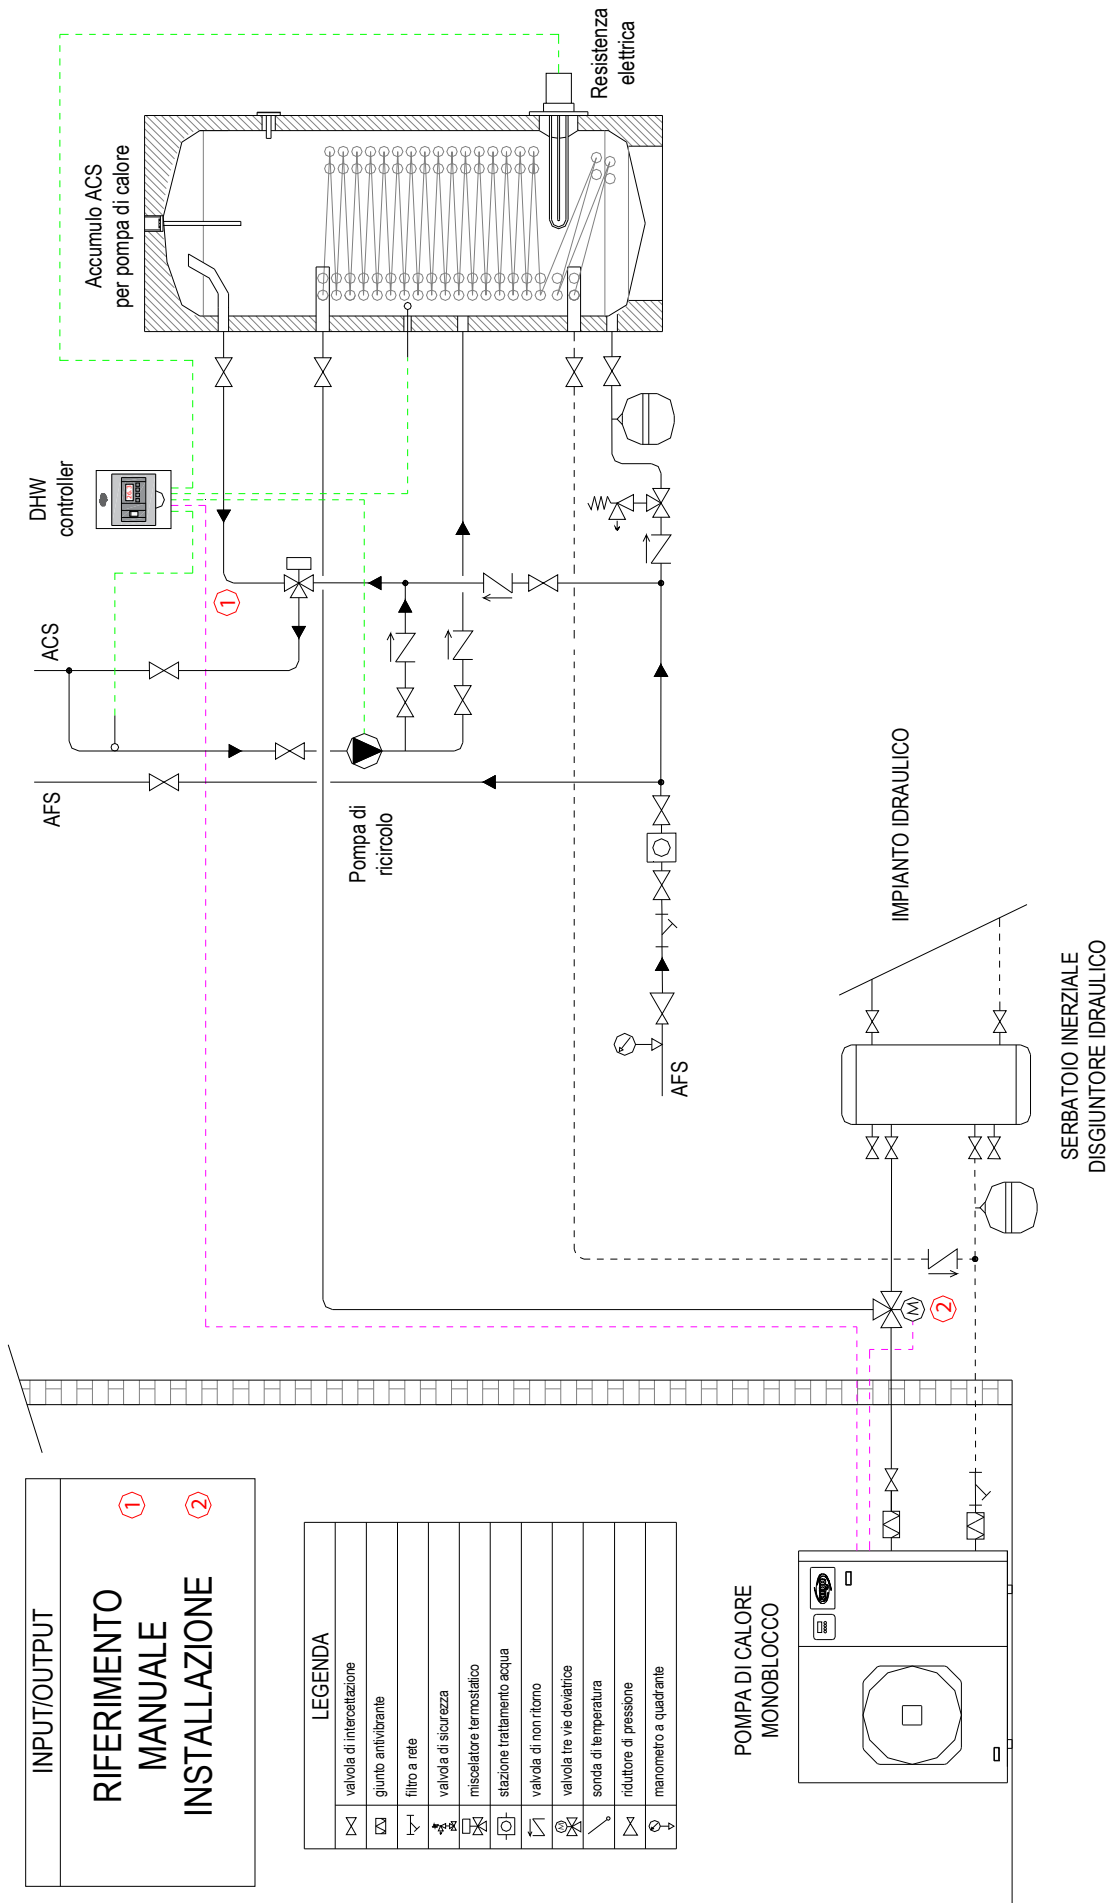 INPUT/OUTPUT
RIFERIMENTO
MANUALE
INSTALLAZIONE
1
2
LEGENDA
valvola di intercettazione
giunto antivibrante
filtro a rete
valvola di sicurezza
miscelatore termostatico
stazione trattamento acqua
valvola di non ritorno
M
valvola tre vie deviatrice
sonda di temperatura
riduttore di pressione
manometro a quadrante
POMPA DI CALORE
MONOBLOCCO
M
2
SERBATOIO INERZIALE
DISGIUNTORE IDRAULICO
IMPIANTO IDRAULICO
AFS
AFS
ACS
1
Pompa di
ricircolo
DHW
controller
Accumulo ACS
per pompa di calore
Resistenza
elettrica